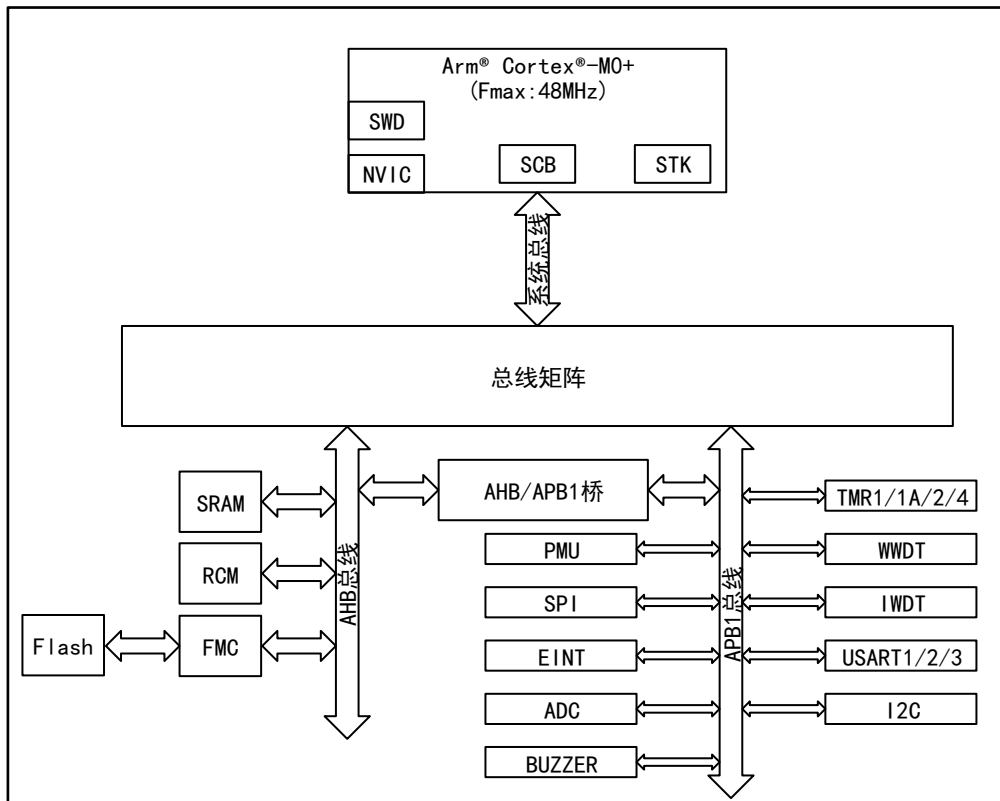 Arm® Cortex®-M0+
(Fmax:48MHz)
SWD
NVIC
SCB
STK
系统总线
总线矩阵
AHB总线
APB1总线
SRAM
RCM
FMC
Flash
AHB/APB1桥
PMU
SPI
EINT
ADC
BUZZER
TMR1/1A/2/4
WWDT
IWDT
USART1/2/3
I2C